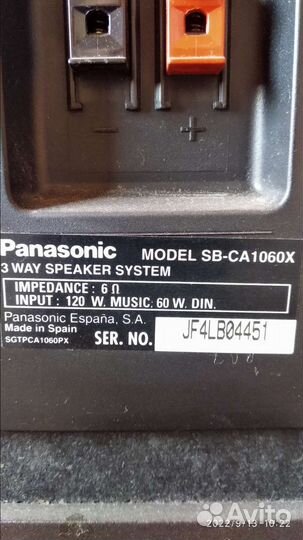 − +
Panasonic MODEL SB-CA1060X
3 WAY SPEAKER SYSTEM
IMPEDANCE : 6 Ω
INPUT : 120 W. MUSIC. 60 W. DIN.
Panasonic España, S.A.
Made in Spain
SGTPCA1060PX
SER. NO. JF4LB04451
2022/9/13 10:22
Avito